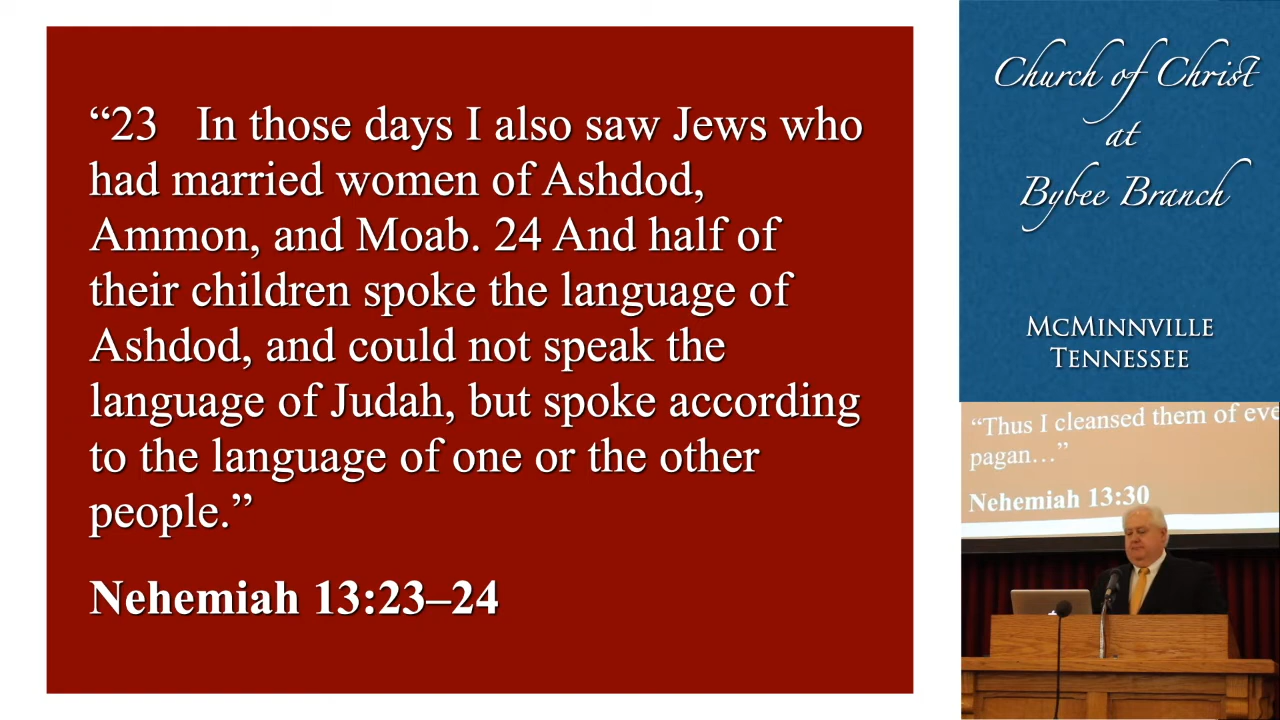 “23 In those days I also saw Jews who
had married women of Ashdod,
Ammon, and Moab. 24 And half of
their children spoke the language of
Ashdod, and could not speak the
language of Judah, but spoke according
to the language of one or the other
people.”
Nehemiah 13:23–24
Church of Christ
at
Bybee Branch
McMinnville
Tennessee
“Thus I cleansed them of eve
pagan…”
Nehemiah 13:30